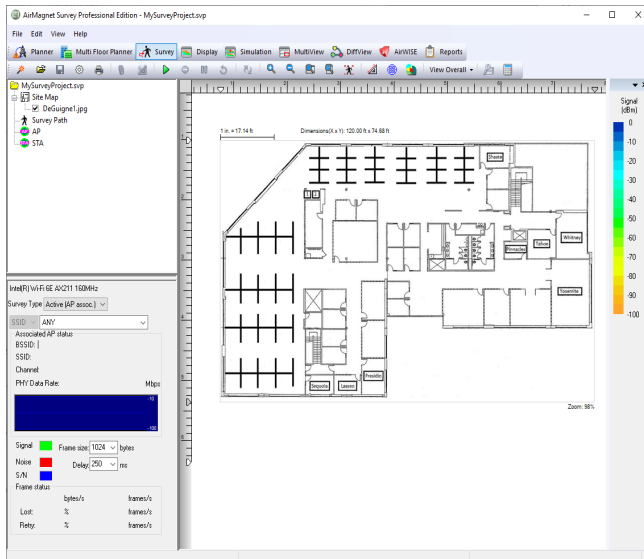 AirMagnet Survey Professional Edition - MySurveyProject.svp
File Edit View Help
Planner Multi Floor Planner Survey Display Simulation MultiView DiffView AirWISE Reports
View Overall
MySurveyProject.svp
Site Map
DeGuigne1.jpg
Survey Path
AP
STA
Intel(R) Wi-Fi 6E AX211 160MHz
Survey Type Active (AP assoc.)
SSID ANY
Associated AP status
BSSID:
SSID:
Channel:
PHY Data Rate: Mbps
-10
-100
Signal Frame size: 1024 bytes
Noise Delay: 250 ms
S/N
Frame status
bytes/s frames/s
Lost: % frames/s
Retry: % frames/s
1 in. = 17.14 ft Dimensions(X x Y): 120.00 ft x 74.68 ft
Shasta
1 2
Whitney
Tahoe
Pinnacles
Yosemite
Presidio
Sequoia Lassen
Zoom: 98%
Signal
(dBm)
0
-10
-20
-30
-40
-50
-60
-70
-80
-90
-100